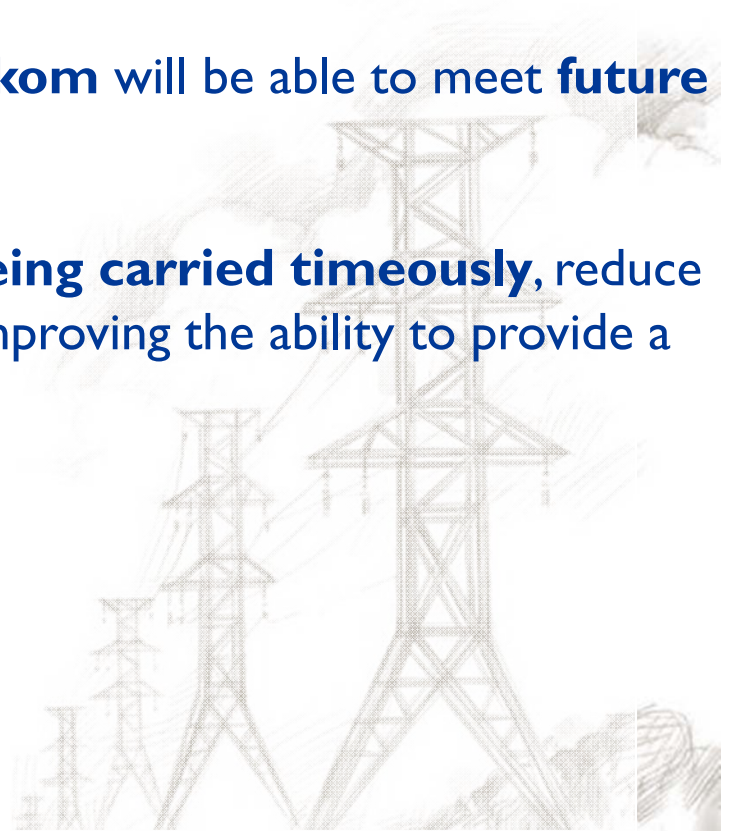 kom will be able to meet future
eing carried timeously, reduce
nproving the ability to provide a